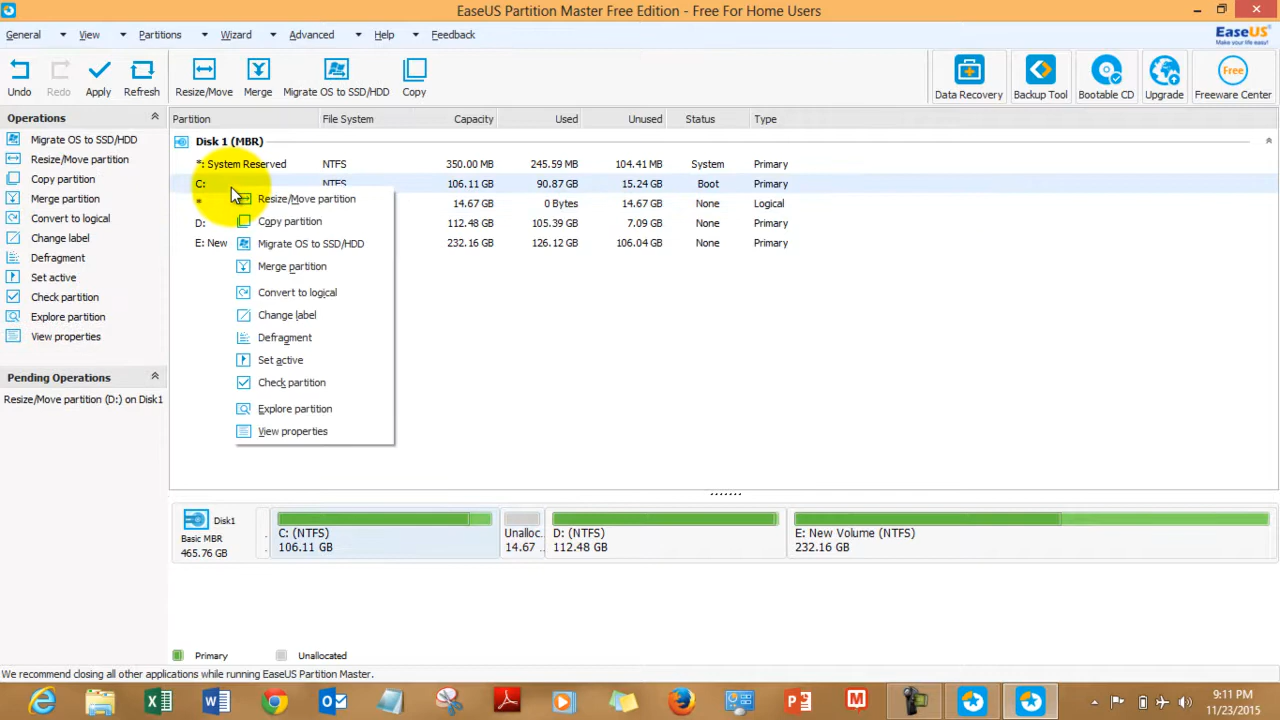 EaseUS Partition Master Free Edition - Free For Home Users
General View Partitions Wizard Advanced Help Feedback
EaseUS
Make your life easy!
Undo Redo Apply Refresh Resize/Move Merge Migrate OS to SSD/HDD Copy Data Recovery Backup Tool Bootable CD Upgrade Free Freeware Center
Operations
Migrate OS to SSD/HDD
Resize/Move partition
Copy partition
Merge partition
Convert to logical
Change label
Defragment
Set active
Check partition
Explore partition
View properties
Pending Operations
Resize/Move partition (D:) on Disk1
Partition File System Capacity Used Unused Status Type
Disk 1 (MBR)
*: System Reserved NTFS 350.00 MB 245.59 MB 104.41 MB System Primary
C: NTFS 106.11 GB 90.87 GB 15.24 GB Boot Primary
* 14.67 GB 0 Bytes 14.67 GB None Logical
D: 112.48 GB 105.39 GB 7.09 GB None Primary
E: New 232.16 GB 126.12 GB 106.04 GB None Primary
Resize/Move partition
Copy partition
Migrate OS to SSD/HDD
Merge partition
Convert to logical
Change label
Defragment
Set active
Check partition
Explore partition
View properties
Disk1
Basic MBR
465.76 GB
C: (NTFS)
106.11 GB
Unalloc.
14.67 ..
D: (NTFS)
112.48 GB
E: New Volume (NTFS)
232.16 GB
Primary Unallocated
We recommend closing all other applications while running EaseUS Partition Master.
9:11 PM
11/23/2015